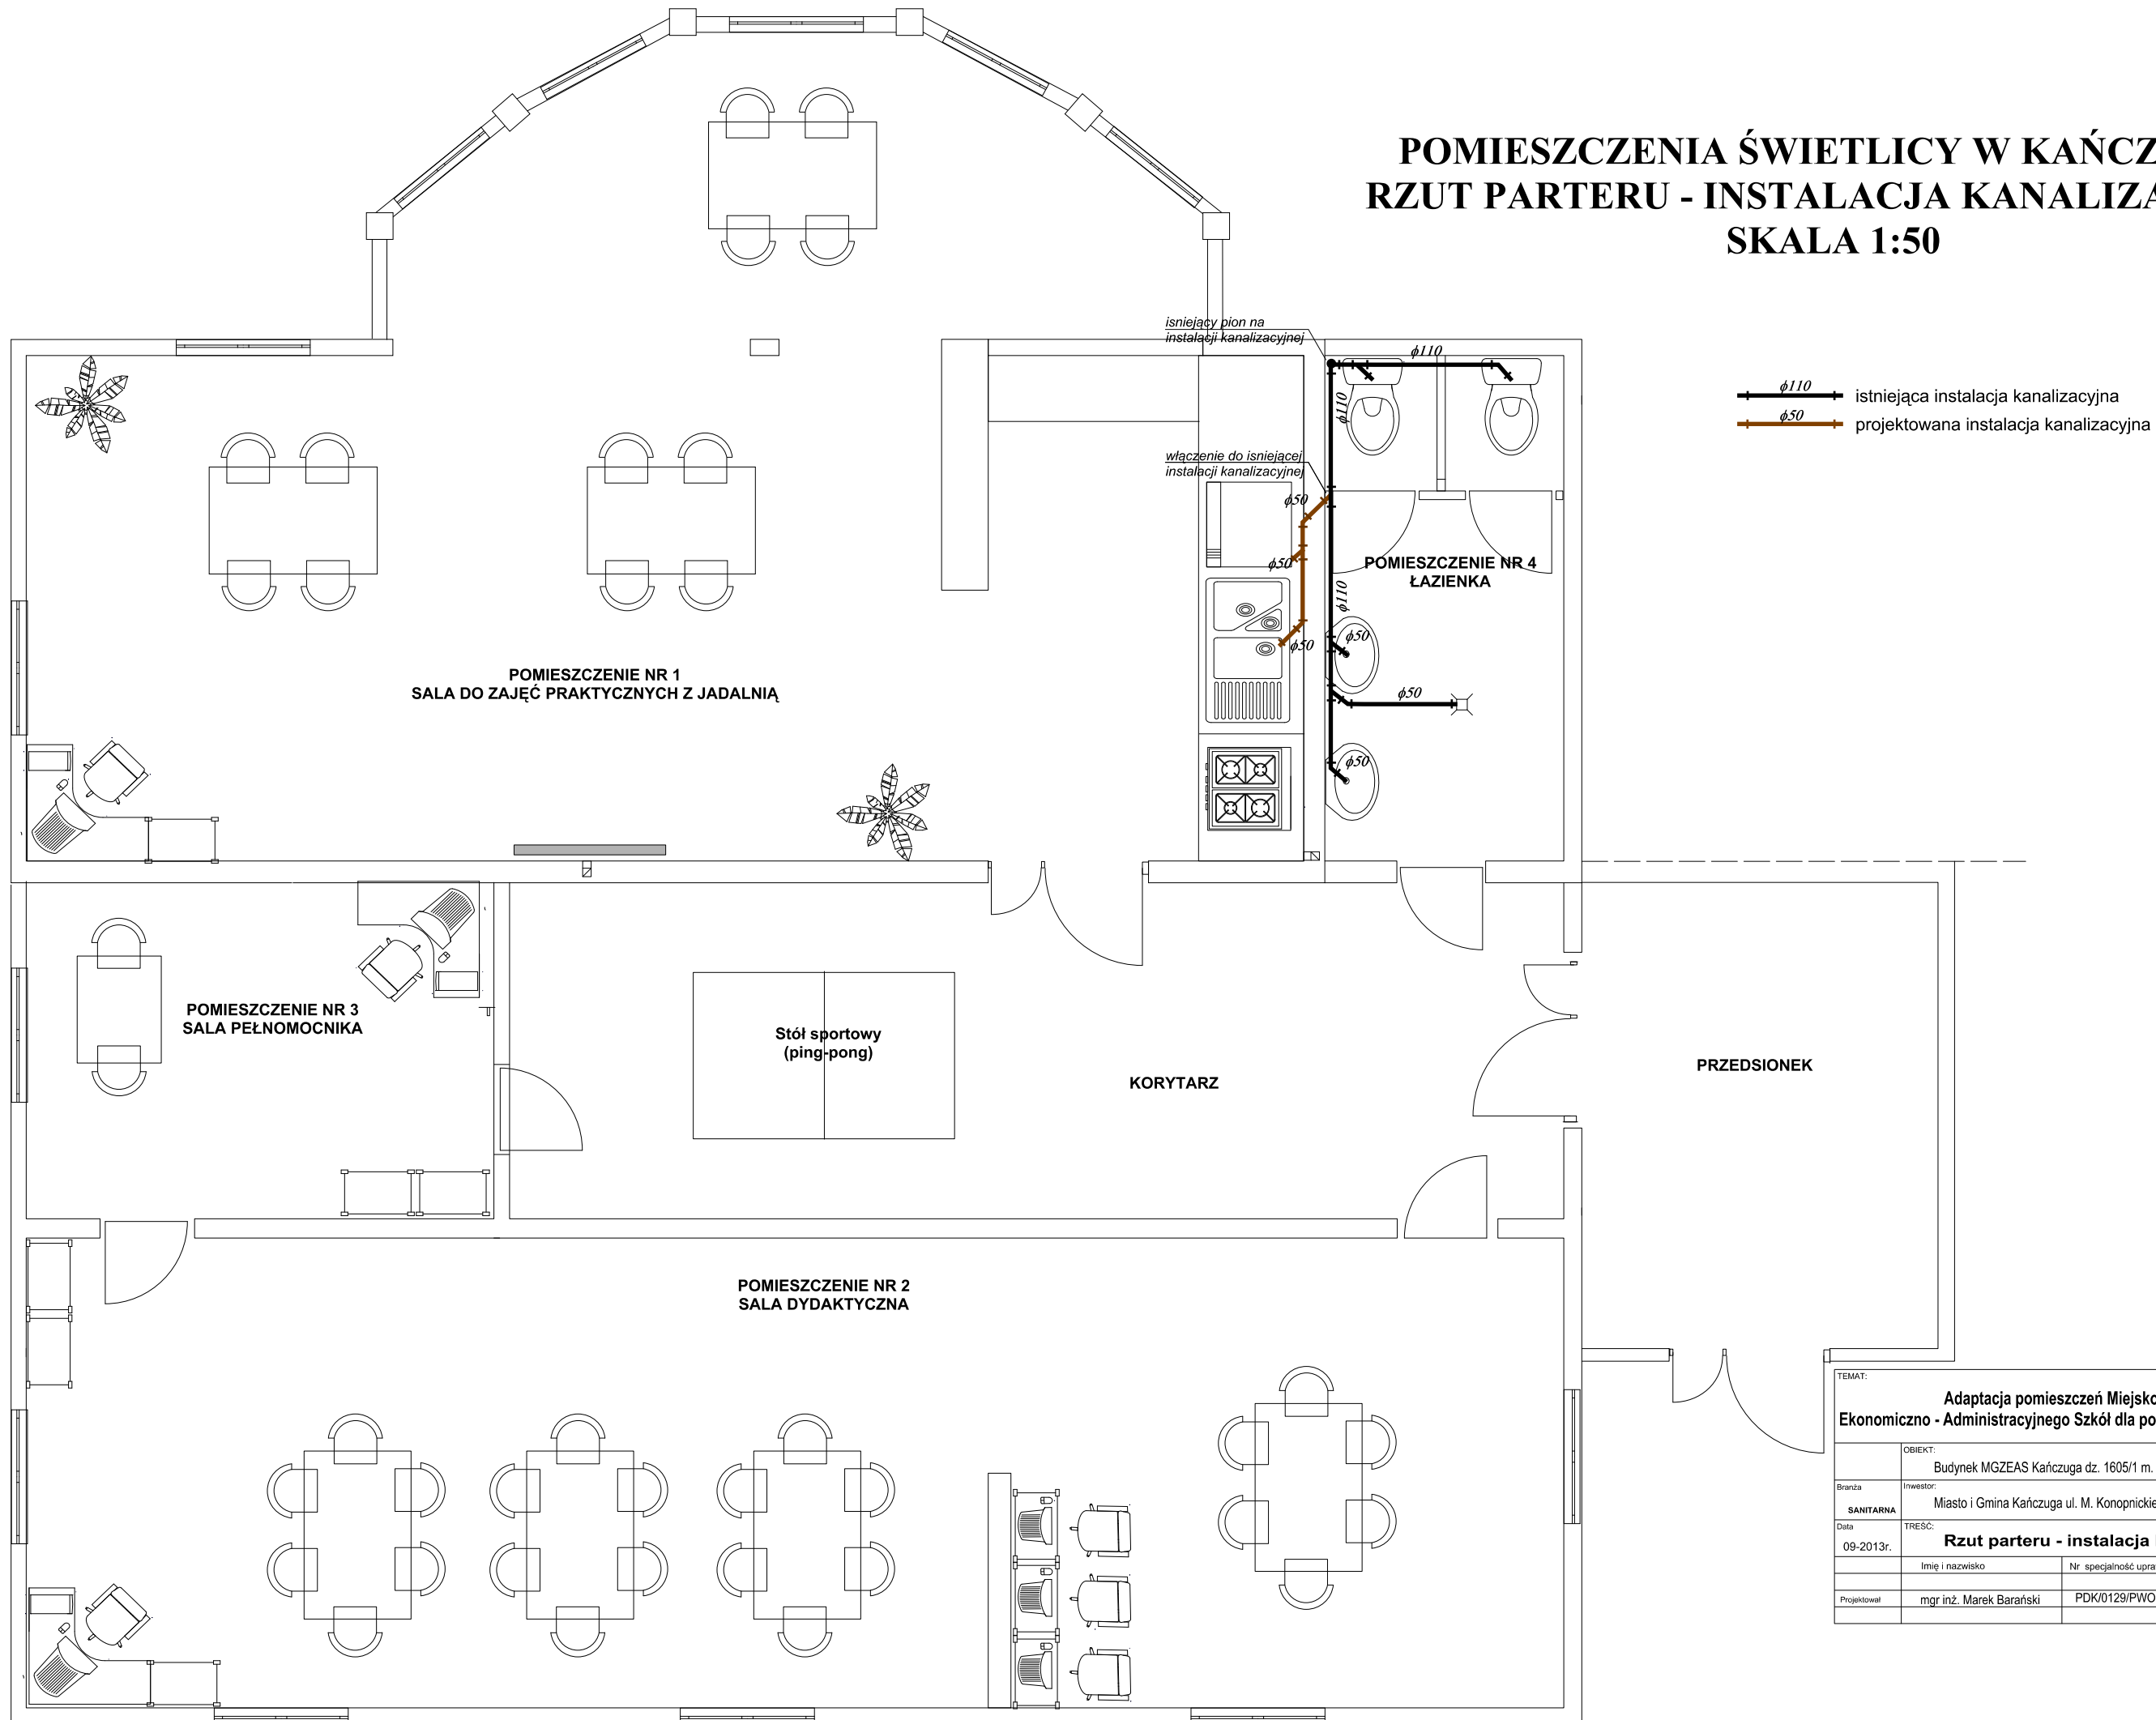 POMIESZCZENIA ŚWIETLICY W KAŃCZ
RZUT PARTERU - INSTALACJA KANALIZA
SKALA 1:50
isniejący pion na
instalacji kanalizacyjnej
ϕ110
ϕ110
ϕ110
istniejąca instalacja kanalizacyjna
ϕ50
projektowana instalacja kanalizacyjna
włączenie do isniejącej
instalacji kanalizacyjnej
ϕ50
ϕ50
POMIESZCZENIE NR 4
ŁAZIENKA
ϕ110
ϕ50
ϕ50
ϕ50
ϕ50
POMIESZCZENIE NR 1
SALA DO ZAJĘĆ PRAKTYCZNYCH Z JADALNIĄ
POMIESZCZENIE NR 3
SALA PEŁNOMOCNIKA
Stół sportowy
(ping-pong)
KORYTARZ
PRZEDSIONEK
POMIESZCZENIE NR 2
SALA DYDAKTYCZNA
TEMAT:
Adaptacja pomieszczeń Miejsko
Ekonomiczno - Administracyjnego Szkół dla po
OBIEKT:
Budynek MGZEAS Kańczuga dz. 1605/1 m.
Branża
SANITARNA
Inwestor:
Miasto i Gmina Kańczuga ul. M. Konopnickie
Data
09-2013r.
TREŚĆ:
Rzut parteru - instalacja
Imię i nazwisko
Nr specjalność upra
Projektował
mgr inż. Marek Barański
PDK/0129/PWO